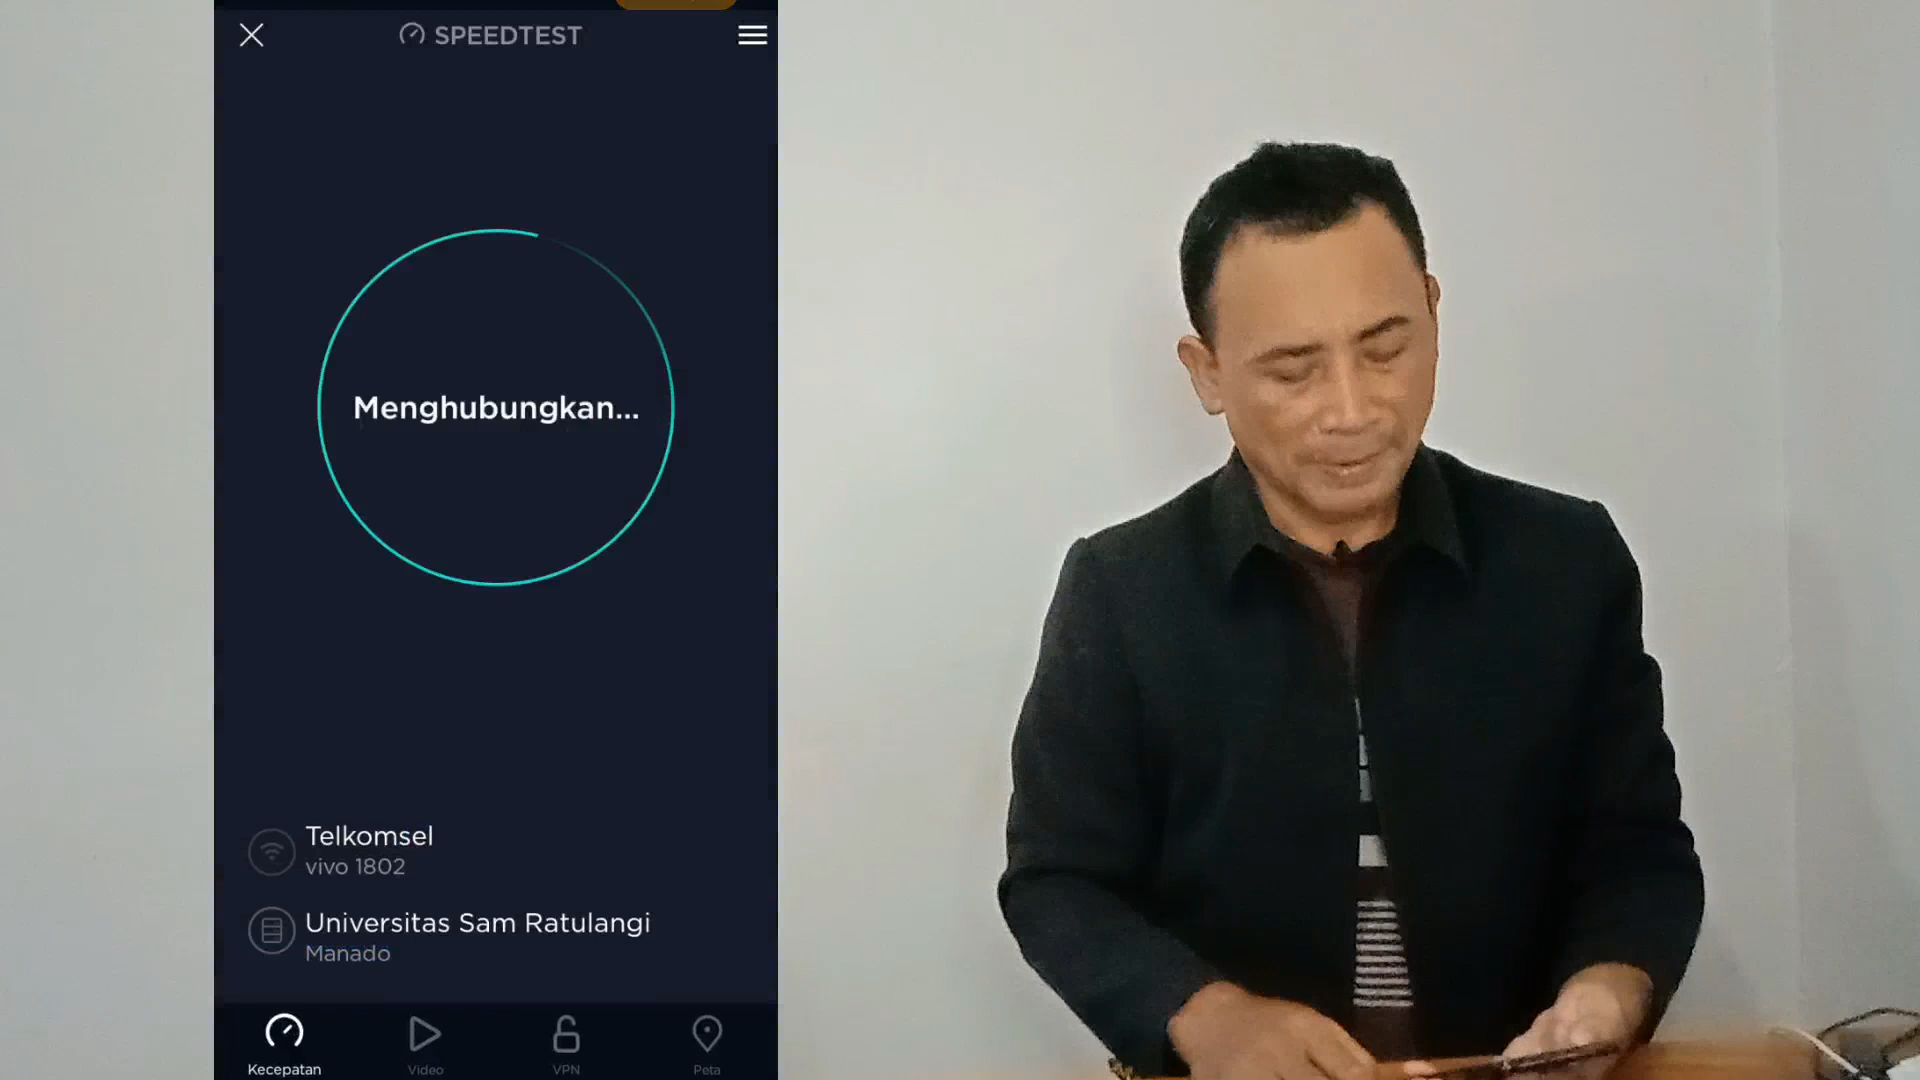 SPEEDTEST
Menghubungkan...
Telkomsel
vivo 1802
Universitas Sam Ratulangi
Manado
Kecepatan
Video
VPN
Peta